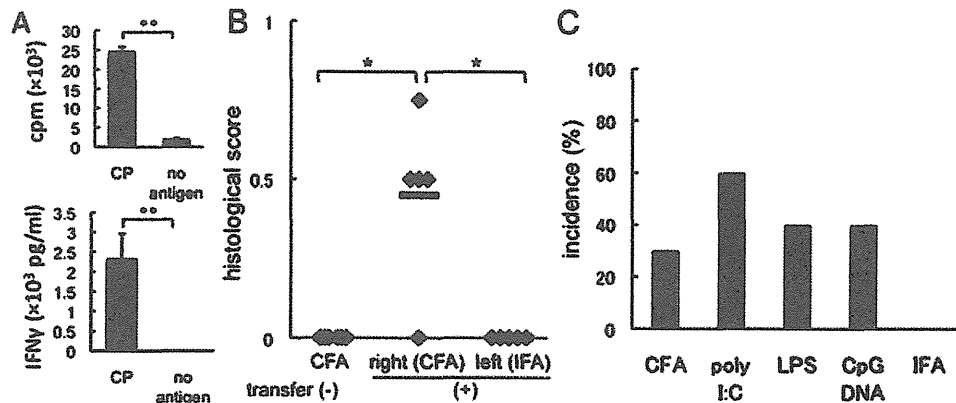 A
**
cpm (×10³)
30
25
20
15
10
5
0
CP
no antigen
**
IFNγ (×10³ pg/ml)
3.5
3
2.5
2
1.5
1
0.5
0
CP
no antigen
B
histological score
1
0.5
0
*
*
CFA
right (CFA)
left (IFA)
transfer (-)
(+)
C
incidence (%)
100
80
60
40
20
0
CFA
poly I:C
LPS
CpG DNA
IFA